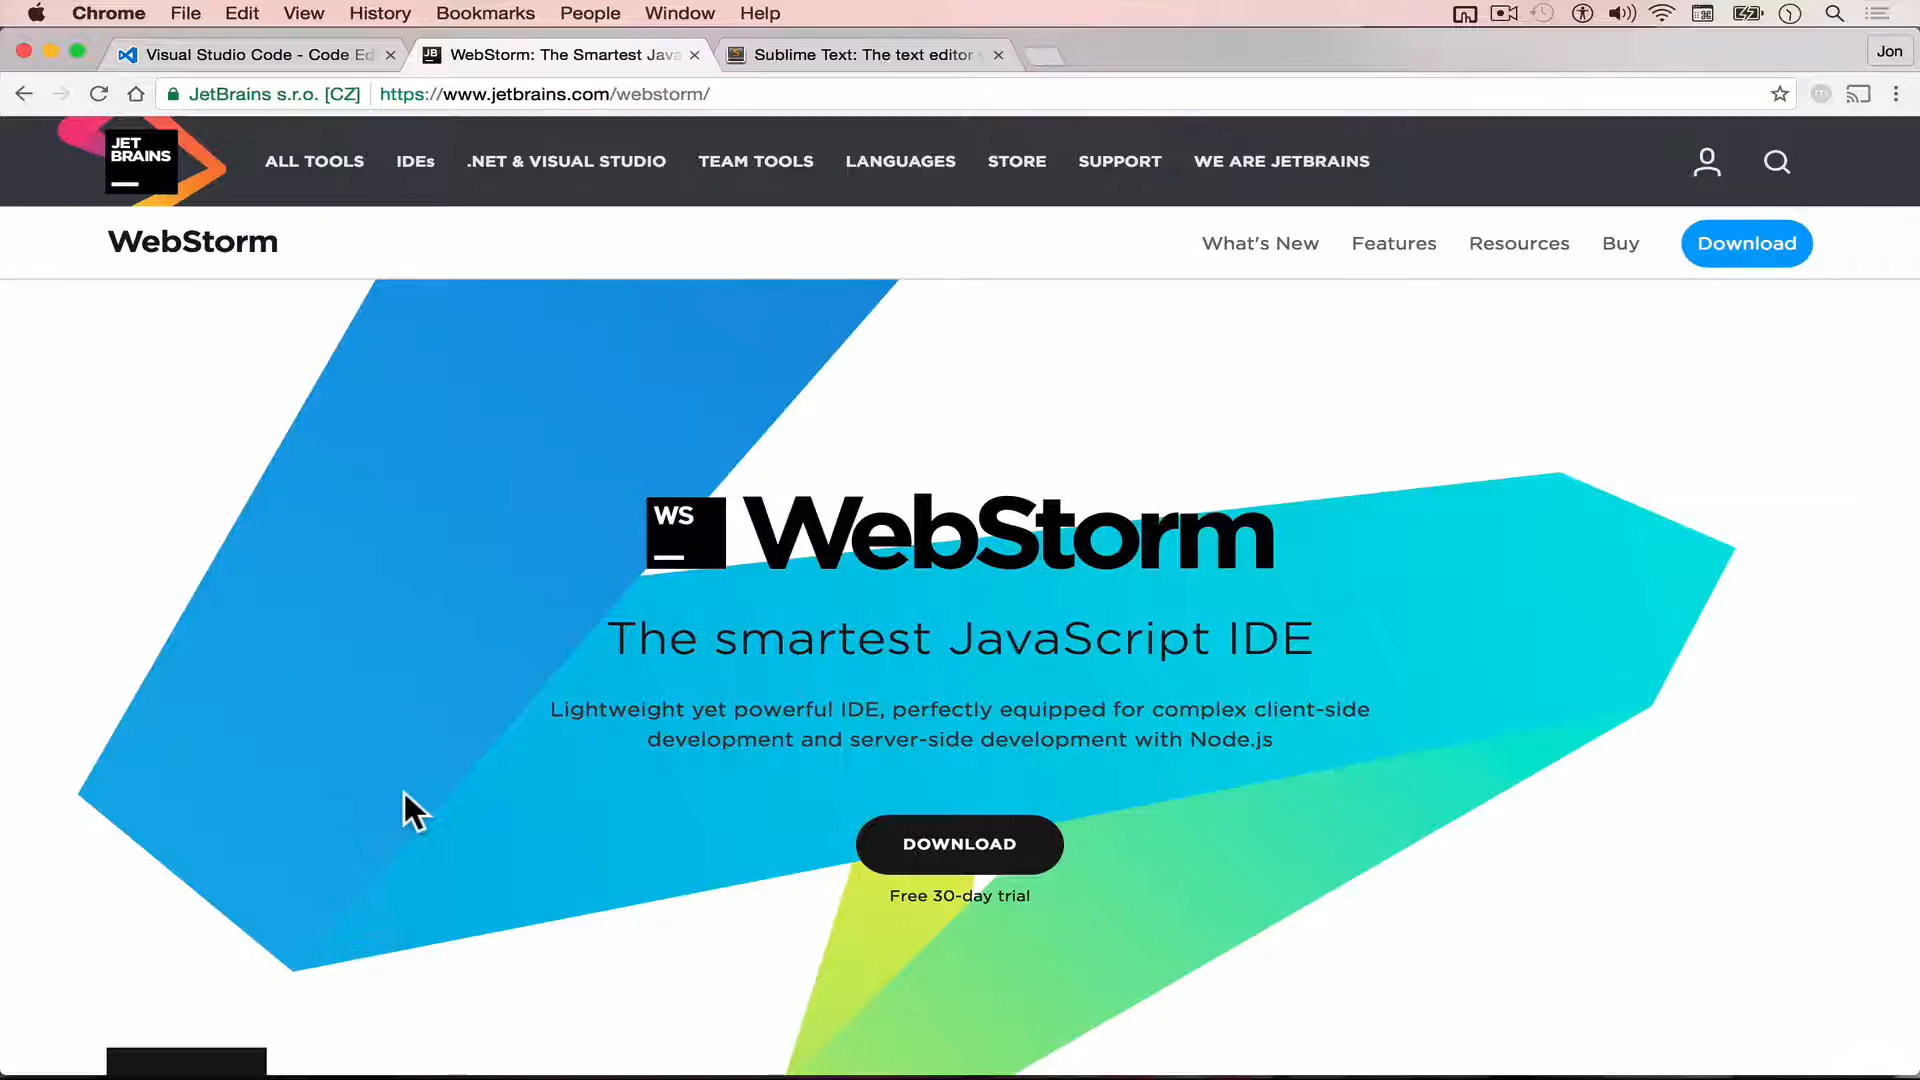 Chrome File Edit View History Bookmarks People Window Help
Visual Studio Code - Code Ed
WebStorm: The Smartest Java
Sublime Text: The text editor
Jon
JetBrains s.r.o. [CZ]
https://www.jetbrains.com/webstorm/
JET
BRAINS
ALL TOOLS IDEs .NET & VISUAL STUDIO TEAM TOOLS LANGUAGES STORE SUPPORT WE ARE JETBRAINS
WebStorm
What's New Features Resources Buy Download
WS
WebStorm
The smartest JavaScript IDE
Lightweight yet powerful IDE, perfectly equipped for complex client-side
development and server-side development with Node.js
DOWNLOAD
Free 30-day trial